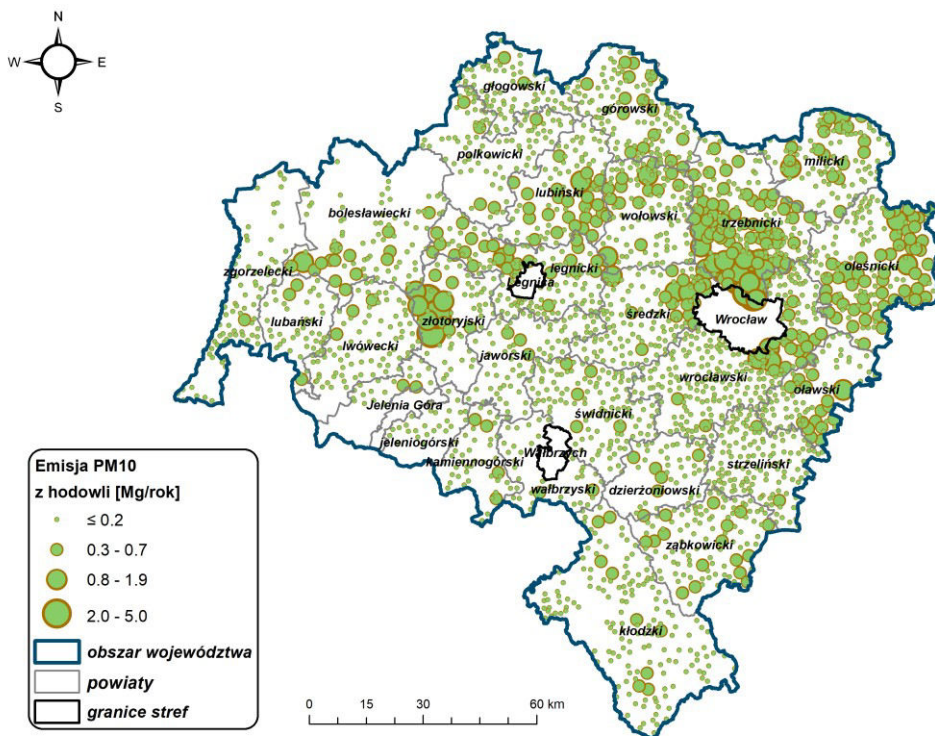 N
W
E
S
głogowski
górowski
polkowicki
milicki
lubiński
bolesławiecki
wołowski
trzebnicki
zgorzelecki
legnicki
oleśnicki
Legnica
lubański
złotoryjski
średzki
Wrocław
lwówecki
jaworski
wrocławski
oławski
Jelenia Góra
świdnicki
jeleniogórski
Wałbrzych
kamiennogórski
strzeliński
wałbrzyski
dzierżoniowski
ząbkowicki
kłodzki
Emisja PM10
z hodowli [Mg/rok]
≤ 0.2
0.3 - 0.7
0.8 - 1.9
2.0 - 5.0
obszar województwa
powiaty
granice stref
0 15 30 60 km